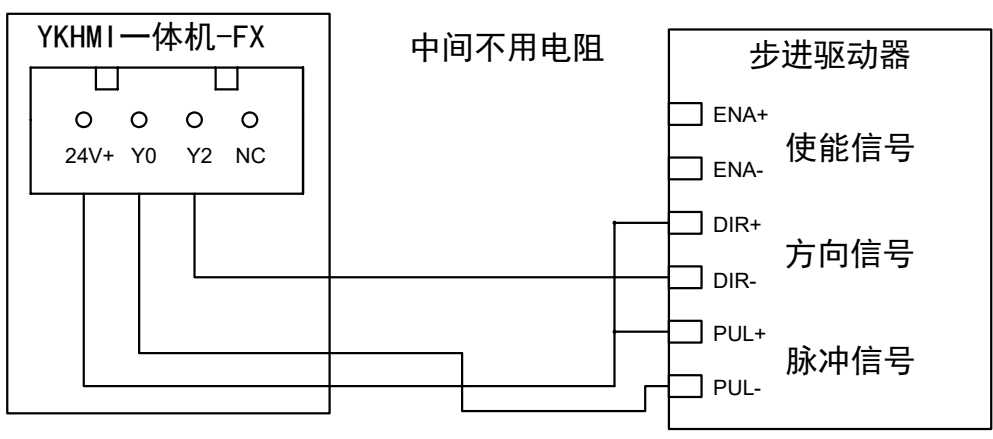 YKHMI一体机-FX
24V+ Y0 Y2 NC
中间不用电阻
步进驱动器
ENA+
使能信号
ENA-
DIR+
方向信号
DIR-
PUL+
脉冲信号
PUL-